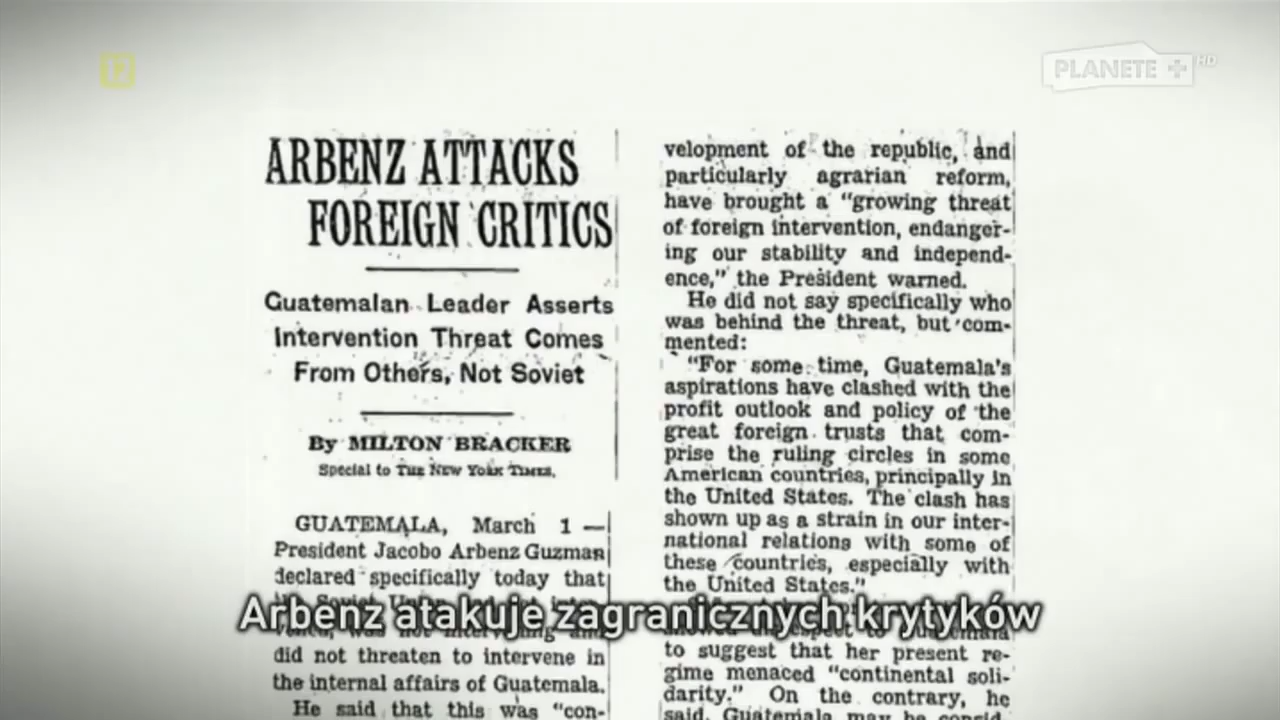 12
PLANETE + HD
ARBENZ ATTACKS
FOREIGN CRITICS
Guatemalan Leader Asserts
Intervention Threat Comes
From Others, Not Soviet
By MILTON BRACKER
Special to THE NEW YORK TIMES.
GUATEMALA, March 1 —
President Jacobo Arbenz Guzman
declared specifically today that
did not threaten to intervene in
the internal affairs of Guatemala.
He said that this was "con-
velopment of the republic, and
particularly agrarian reform,
have brought a "growing threat
of foreign intervention, endanger-
ing our stability and independ-
ence," the President warned.
He did not say specifically who
was behind the threat, but com-
mented:
"For some time, Guatemala's
aspirations have clashed with the
profit outlook and policy of the
great foreign trusts that com-
prise the ruling circles in some
American countries, principally in
the United States. The clash has
shown up as a strain in our inter-
national relations with some of
these countries, especially with
the United States."
to suggest that her present re-
gime menaced "continental soli-
darity." On the contrary, he
said, Guatemala may be consid-
Arbenz atakuje zagranicznych krytyków